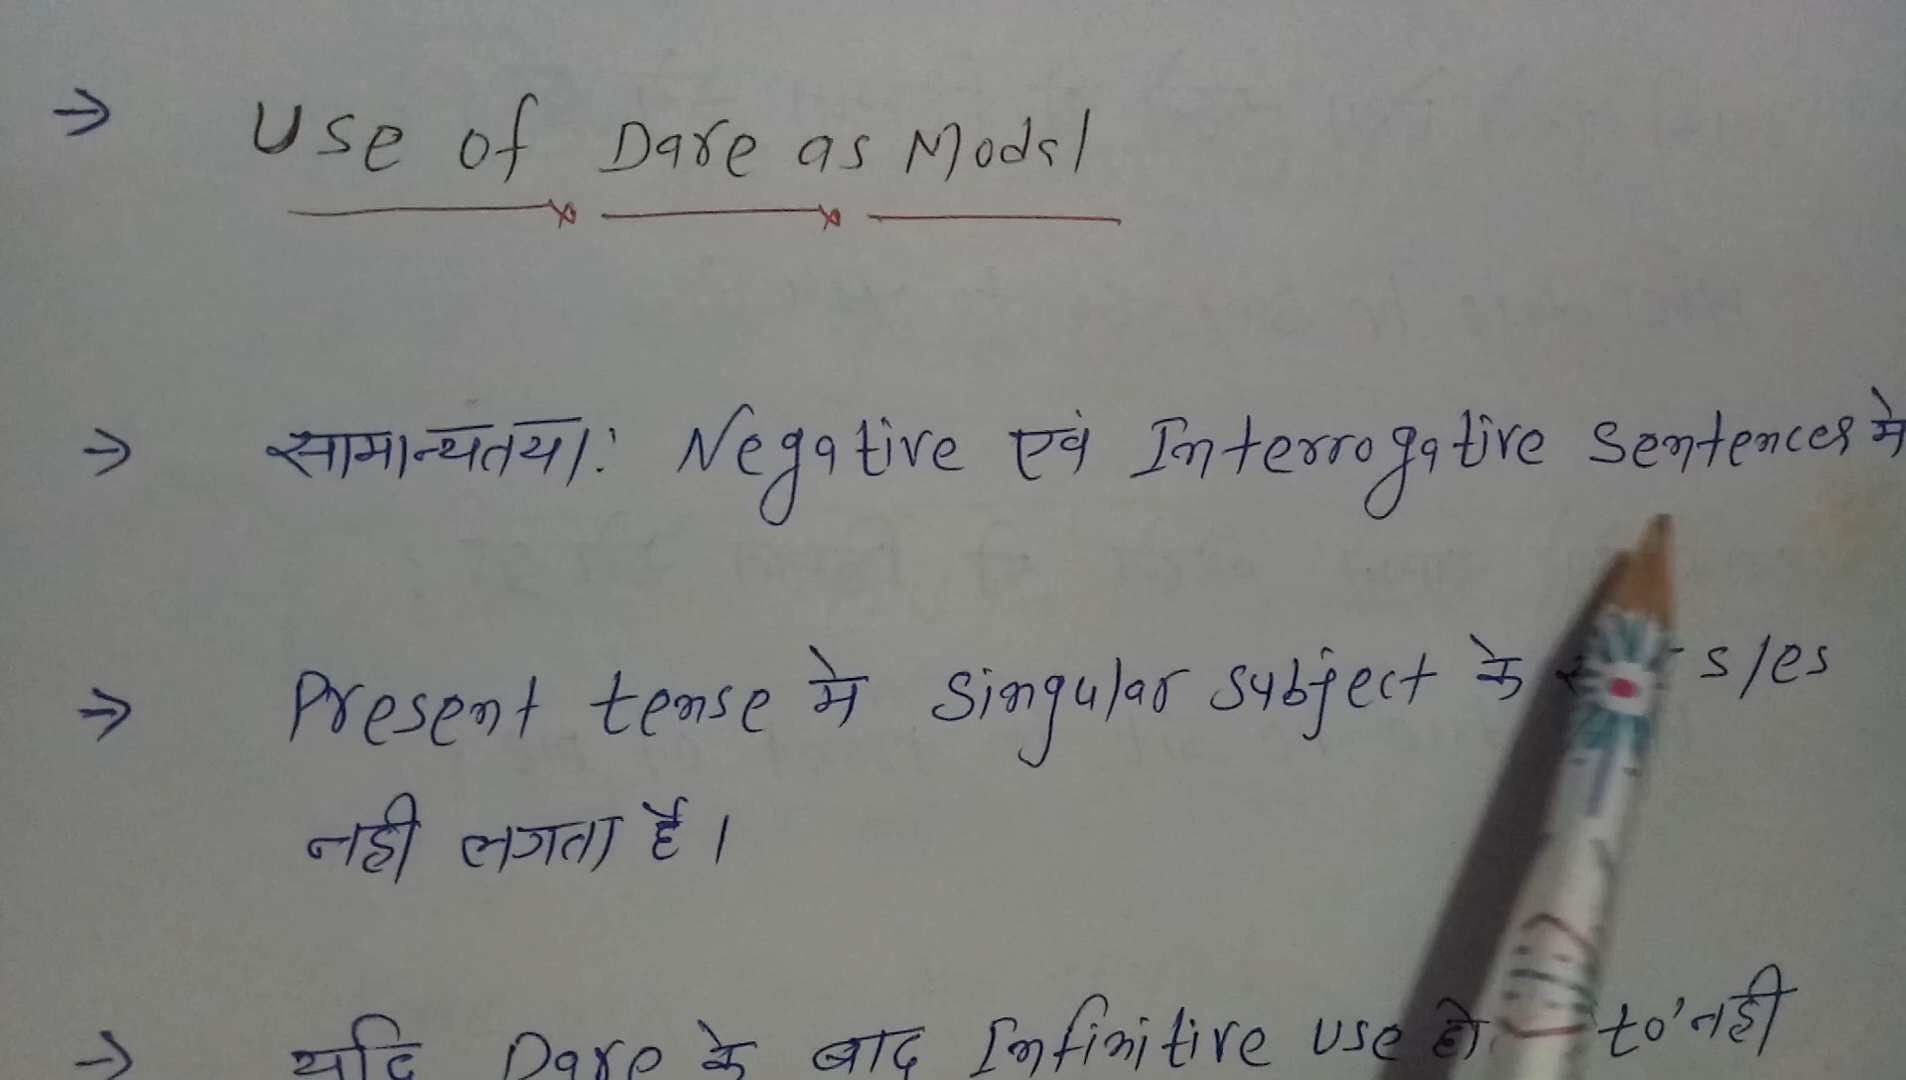 → Use of Dare as Modal
→ सामान्यतया: Negative एवं Interrogative Sentences मे
→ Present tense मे Singular Subject के s/es
नही लगता है।
→ यदि Dare के बाद Infinitive use हो to' नही